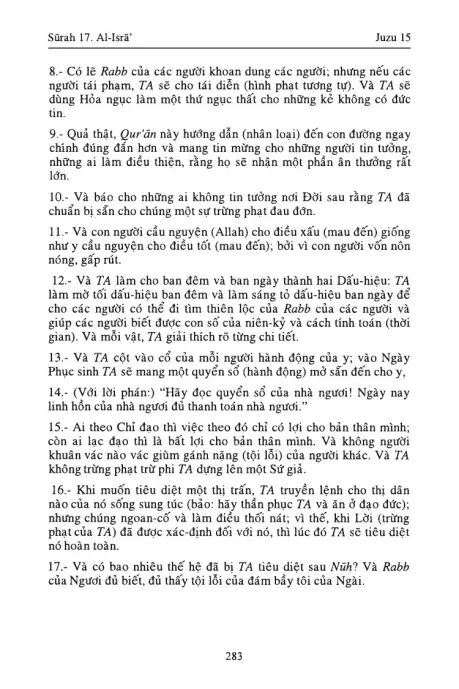 Sūrah 17. Al-Isrā’ Juzu 15
8.- Có lẽ Rabb của các người khoan dung các người; nhưng nếu các
người tái phạm, TA sẽ cho tái diễn (hình phạt tương tự). Và TA sẽ
dùng Hỏa ngục làm một thứ ngục thất cho những kẻ không có đức
tin.
9.- Quả thật, Qur’ān này hướng dẫn (nhân loại) đến con đường ngay
chính đúng đắn hơn và mang tin mừng cho những người tin tưởng,
những ai làm điều thiện, rằng họ sẽ nhận một phần ân thưởng rất
lớn.
10.- Và báo cho những ai không tin tưởng nơi Đời sau rằng TA đã
chuẩn bị sẵn cho chúng một sự trừng phạt đau đớn.
11.- Và con người cầu nguyện (Allah) cho điều xấu (mau đến) giống
như y cầu nguyện cho điều tốt (mau đến); bởi vì con người vốn nôn
nóng, gấp rút.
12.- Và TA làm cho ban đêm và ban ngày thành hai Dấu-hiệu: TA
làm mờ tối dấu-hiệu ban đêm và làm sáng tỏ dấu-hiệu ban ngày để
cho các người có thể đi tìm thiên lộc của Rabb của các người và
giúp các người biết được con số của niên-kỷ và cách tính toán (thời
gian). Và mỗi vật, TA giải thích rõ từng chi tiết.
13.- Và TA cột vào cổ của mỗi người hành động của y; vào Ngày
Phục sinh TA sẽ mang một quyển sổ (hành động) mở sẵn đến cho y,
14.- (Với lời phán:) “Hãy đọc quyển sổ của nhà ngươi! Ngày nay
linh hồn của nhà ngươi đủ thanh toán nhà ngươi.”
15.- Ai theo Chỉ đạo thì việc theo đó chỉ có lợi cho bản thân mình;
còn ai lạc đạo thì là bất lợi cho bản thân mình. Và không người
khuân vác nào vác giùm gánh nặng (tội lỗi) của người khác. Và TA
không trừng phạt trừ phi TA dựng lên một Sứ giả.
16.- Khi muốn tiêu diệt một thị trấn, TA truyền lệnh cho thị dân
nào của nó sống sung túc (bảo: hãy thần phục TA và ăn ở đạo đức);
nhưng chúng ngoan-cố và làm điều thối nát; vì thế, khi Lời (trừng
phạt của TA) đã được xác-định đối với nó, thì lúc đó TA sẽ tiêu diệt
nó hoàn toàn.
17.- Và có bao nhiêu thế hệ đã bị TA tiêu diệt sau Nūh? Và Rabb
của Ngươi đủ biết, đủ thấy tội lỗi của đám bầy tôi của Ngài.
283